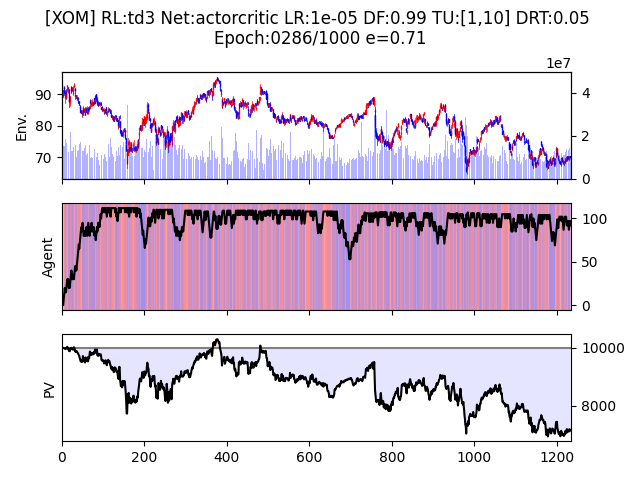 [XOM] RL:td3 Net:actorcritic LR:1e-05 DF:0.99 TU:[1,10] DRT:0.05
Epoch:0286/1000 e=0.71
1e7
Env.
90
80
70
4
2
0
Agent
100
50
0
PV
10000
8000
0 200 400 600 800 1000 1200